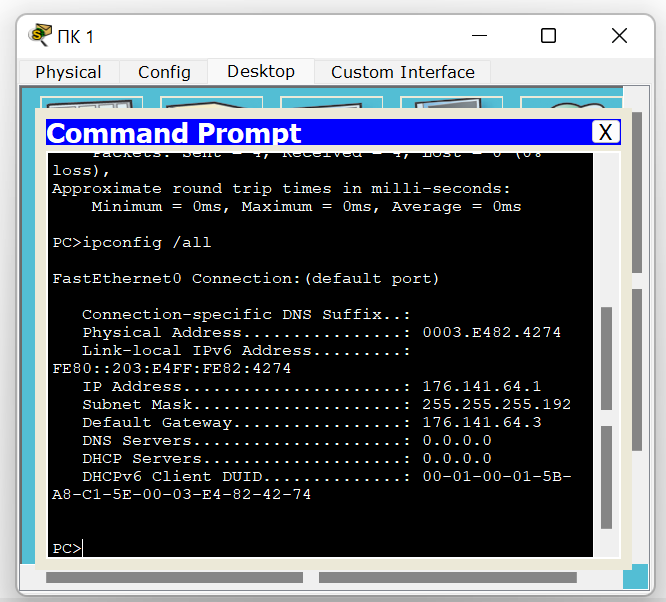 ПК 1
Physical Config Desktop Custom Interface
Command Prompt X
Packets: Sent = 4, Received = 4, Lost = 0 (0%
loss),
Approximate round trip times in milli-seconds:
Minimum = 0ms, Maximum = 0ms, Average = 0ms
PC>ipconfig /all
FastEthernet0 Connection:(default port)
Connection-specific DNS Suffix..:
Physical Address................: 0003.E482.4274
Link-local IPv6 Address.........:
FE80::203:E4FF:FE82:4274
IP Address......................: 176.141.64.1
Subnet Mask.....................: 255.255.255.192
Default Gateway.................: 176.141.64.3
DNS Servers.....................: 0.0.0.0
DHCP Servers....................: 0.0.0.0
DHCPv6 Client DUID..............: 00-01-00-01-5B-
A8-C1-5E-00-03-E4-82-42-74
PC>